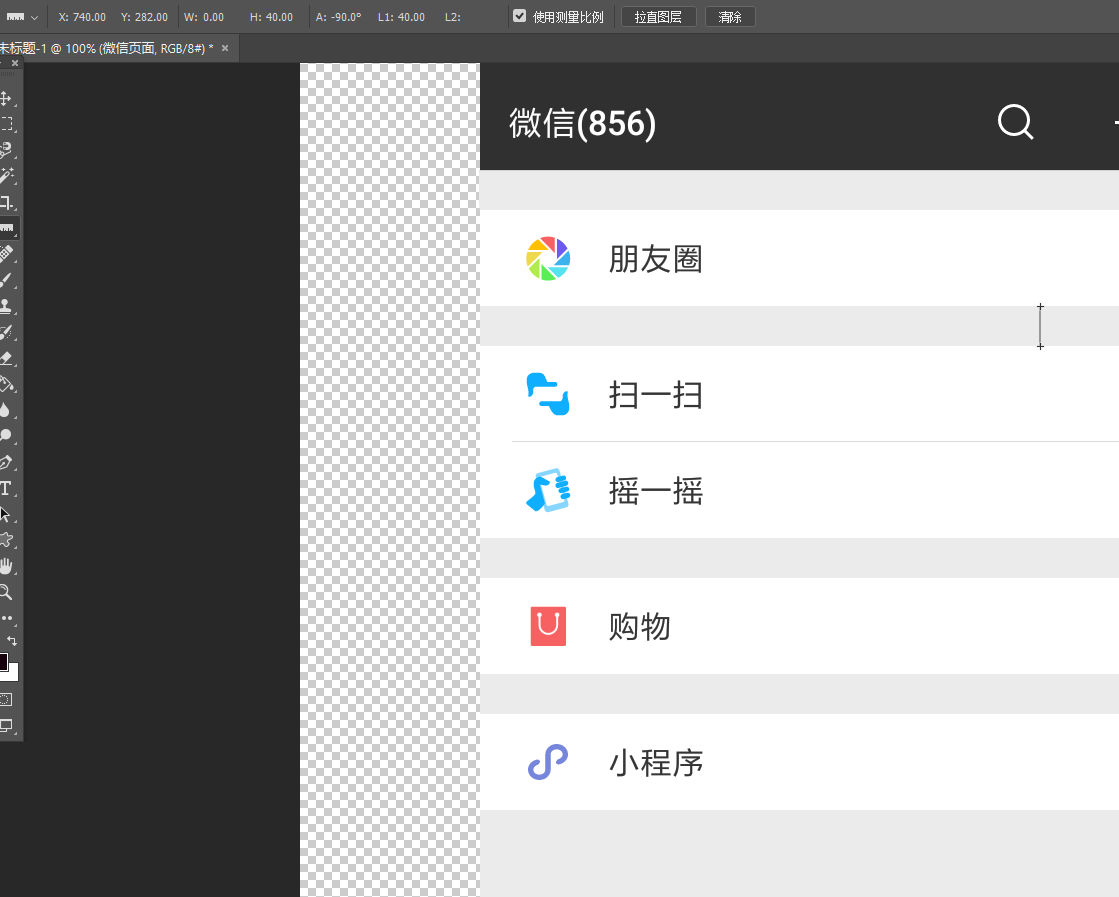 X: 740.00 Y: 282.00 W: 0.00 H: 40.00 A: -90.0° L1: 40.00 L2: 使用测量比例 拉直图层 清除
未标题-1 @ 100% (微信页面, RGB/8#) * ×
微信(856)
朋友圈
扫一扫
摇一摇
购物
小程序